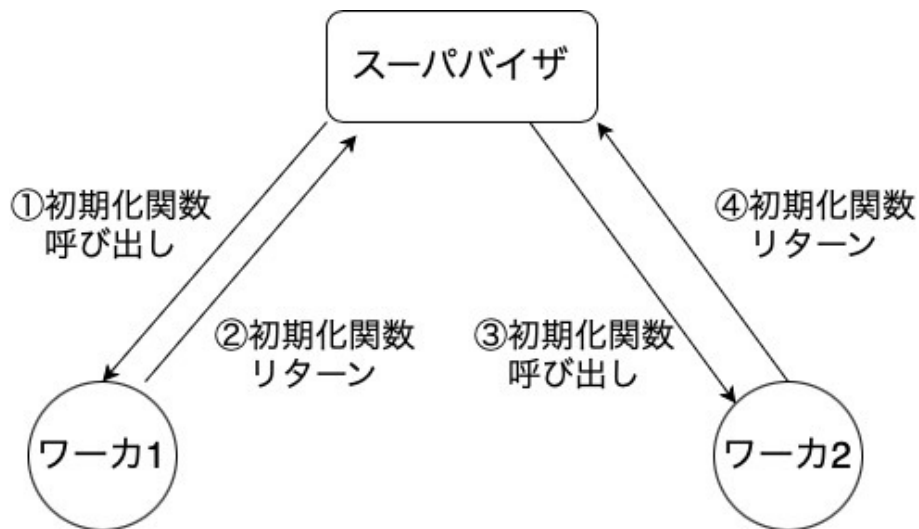 スーパバイザ
①初期化関数
呼び出し
②初期化関数
リターン
③初期化関数
呼び出し
④初期化関数
リターン
ワーカ1
ワーカ2